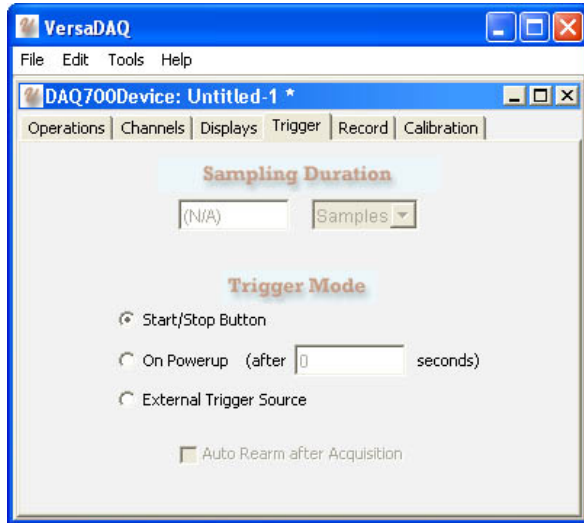 VersaDAQ
File Edit Tools Help
DAQ700Device: Untitled-1 *
Operations Channels Displays Trigger Record Calibration
Sampling Duration
(N/A) Samples
Trigger Mode
Start/Stop Button
On Powerup (after 0 seconds)
External Trigger Source
Auto Rearm after Acquisition